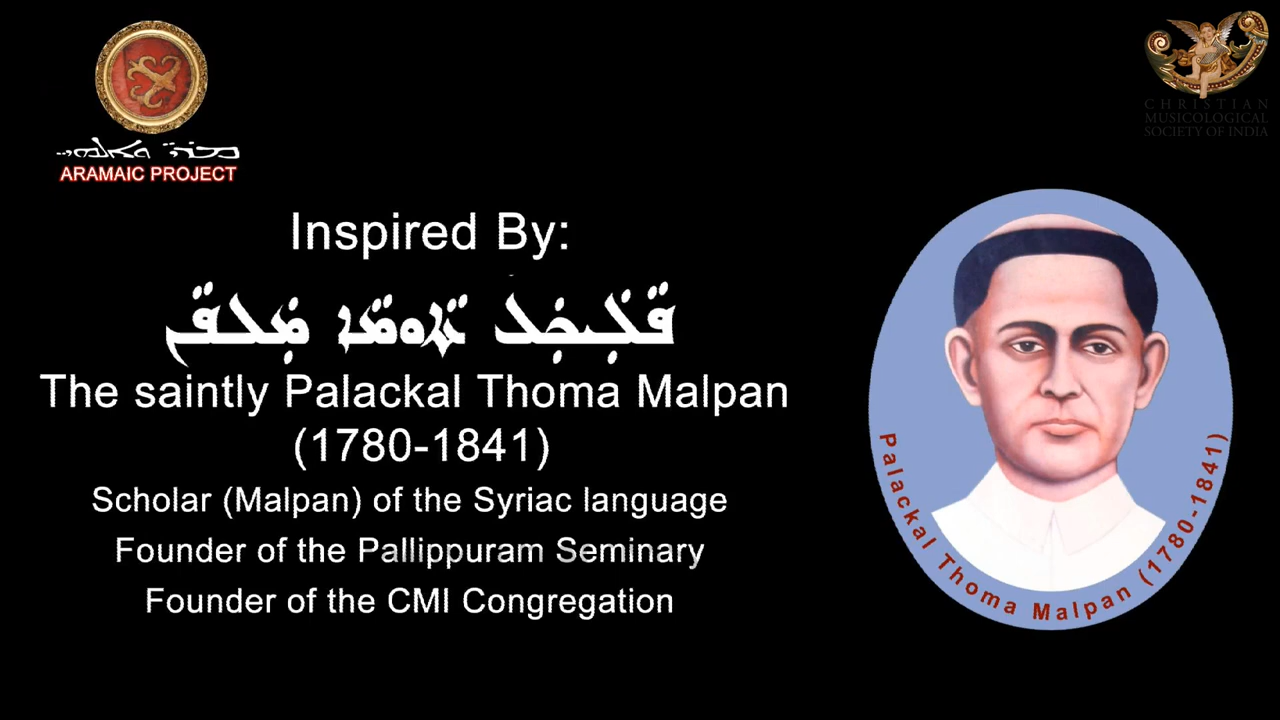 ARAMAIC PROJECT
CHRISTIAN
MUSICOLOGICAL
SOCIETY OF INDIA
Inspired By:
The saintly Palackal Thoma Malpan
(1780-1841)
Scholar (Malpan) of the Syriac language
Founder of the Pallippuram Seminary
Founder of the CMI Congregation
Palackal Thoma Malpan (1780-1841)